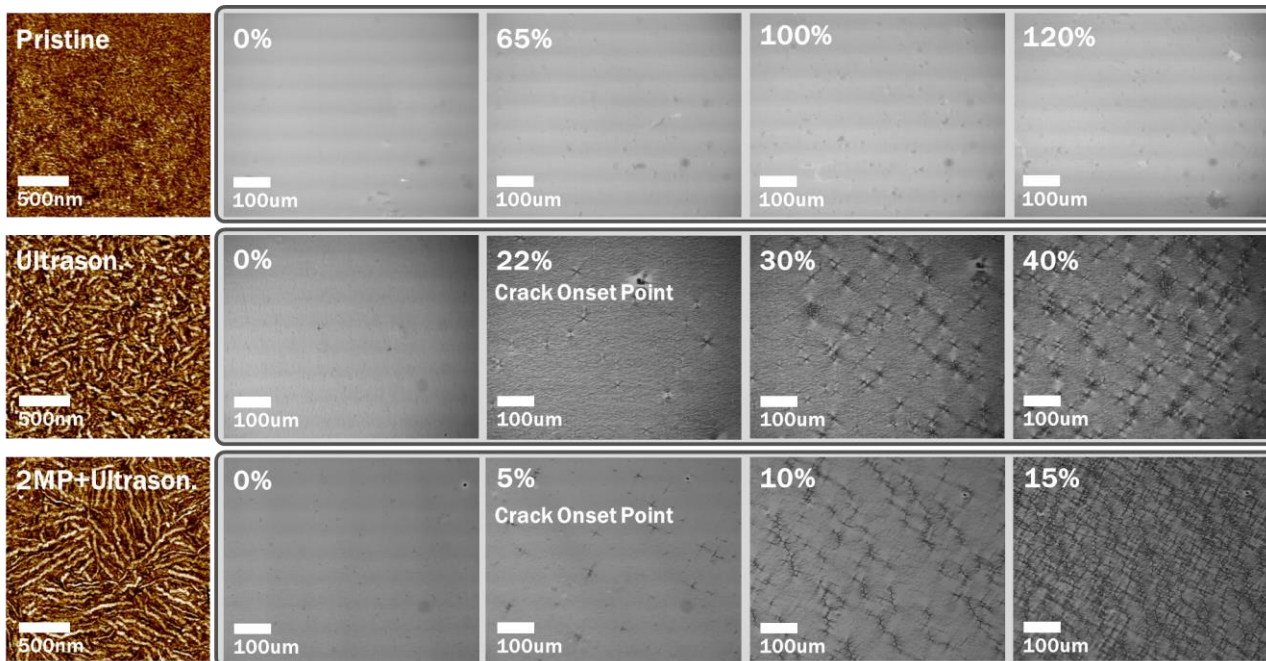 Pristine
500nm
0%
100um
65%
100um
100%
100um
120%
100um
Ultrason.
500nm
0%
100um
22%
Crack Onset Point
100um
30%
100um
40%
100um
2MP+Ultrason.
500nm
0%
100um
5%
Crack Onset Point
100um
10%
100um
15%
100um